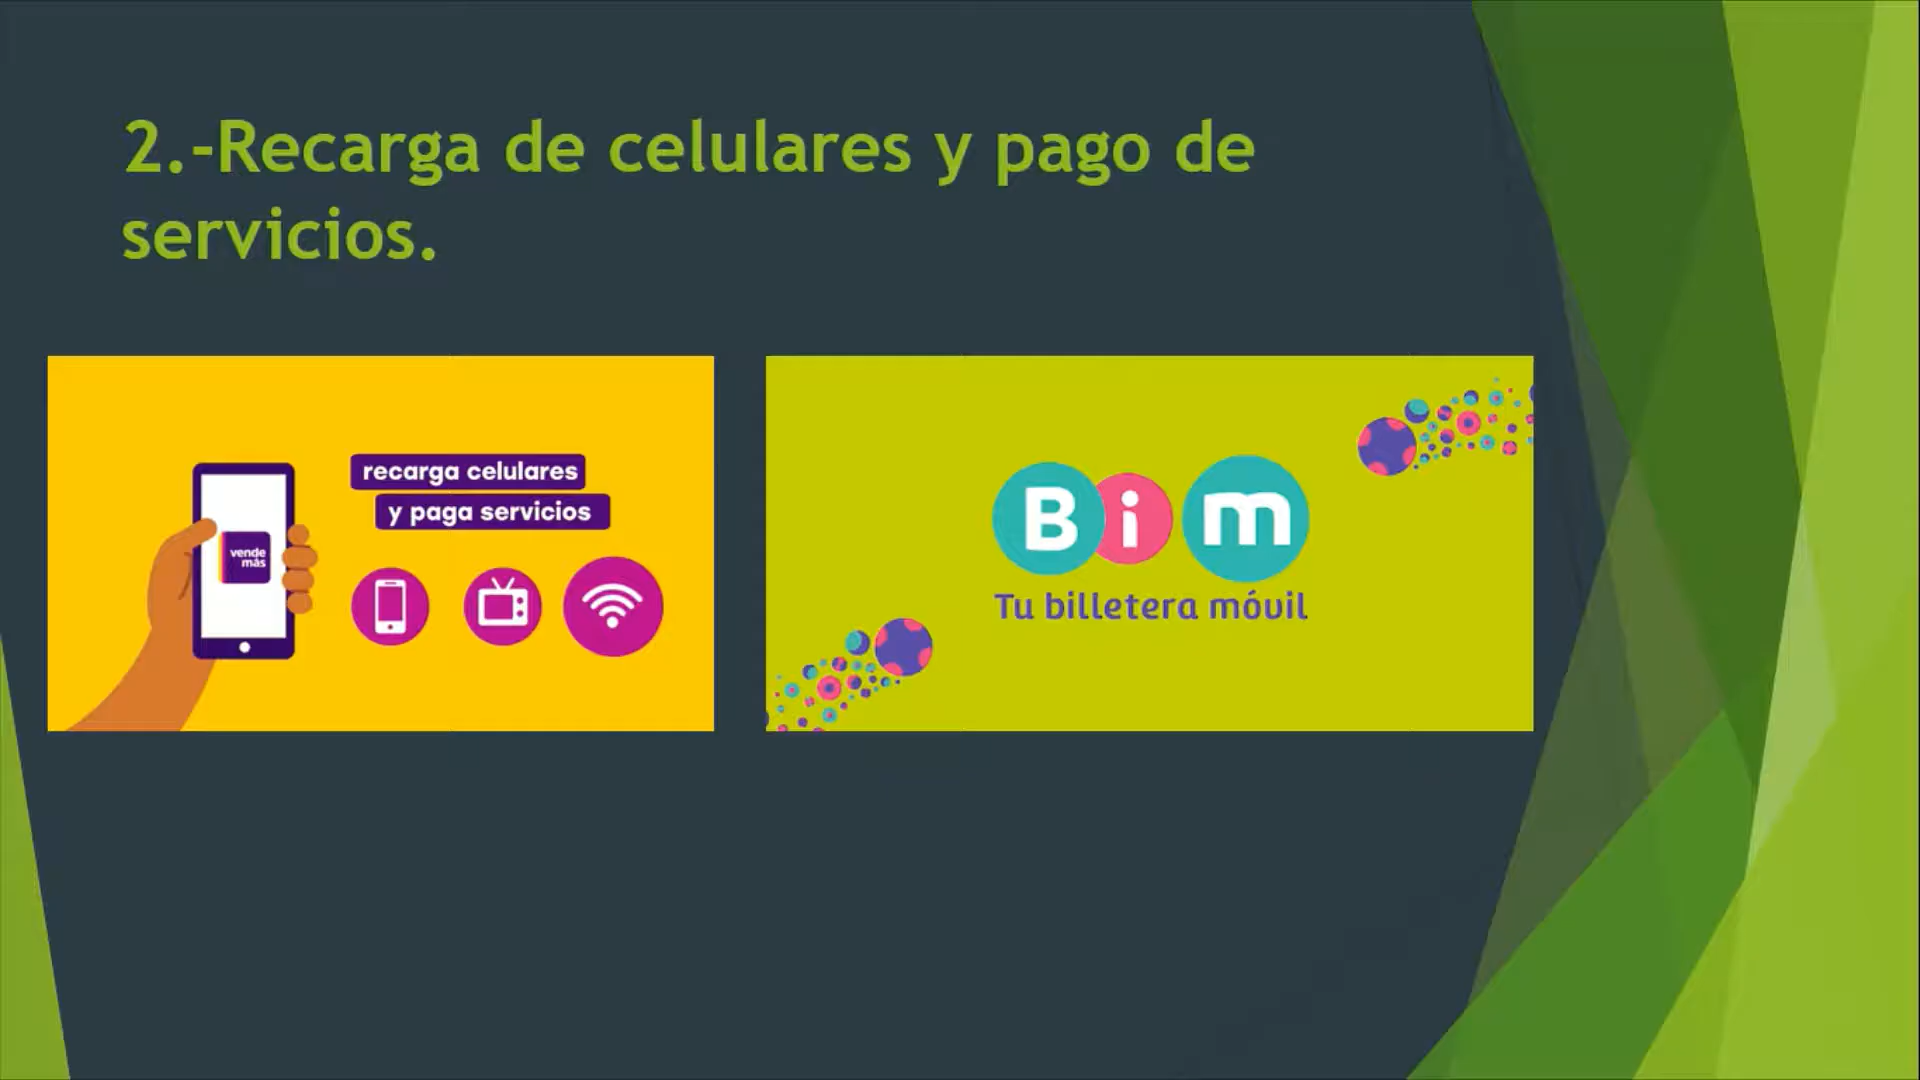 2.-Recarga de celulares y pago de
servicios.
recarga celulares
y paga servicios
vende
más
Bim
Tu billetera móvil